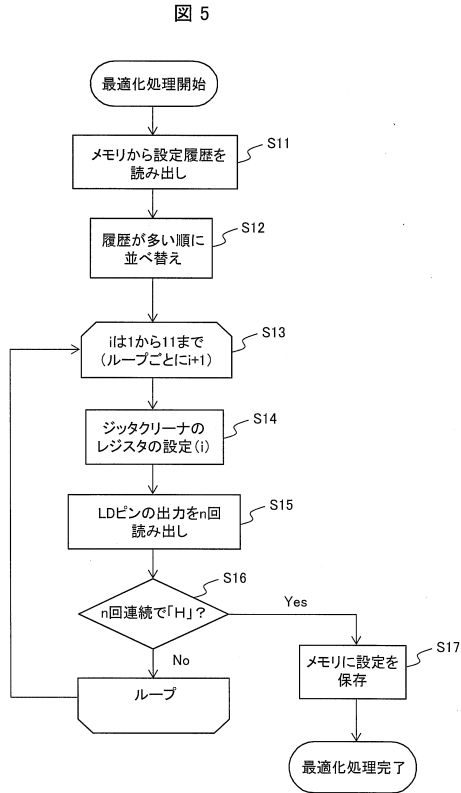 図 5
最適化処理開始
メモリから設定履歴を
読み出し
S11
履歴が多い順に
並べ替え
S12
iは1から11まで
(ループごとにi+1)
S13
ジッタクリーナの
レジスタの設定(i)
S14
LDピンの出力をn回
読み出し
S15
n回連続で「H」?
S16
Yes
No
メモリに設定を
保存
S17
ループ
最適化処理完了